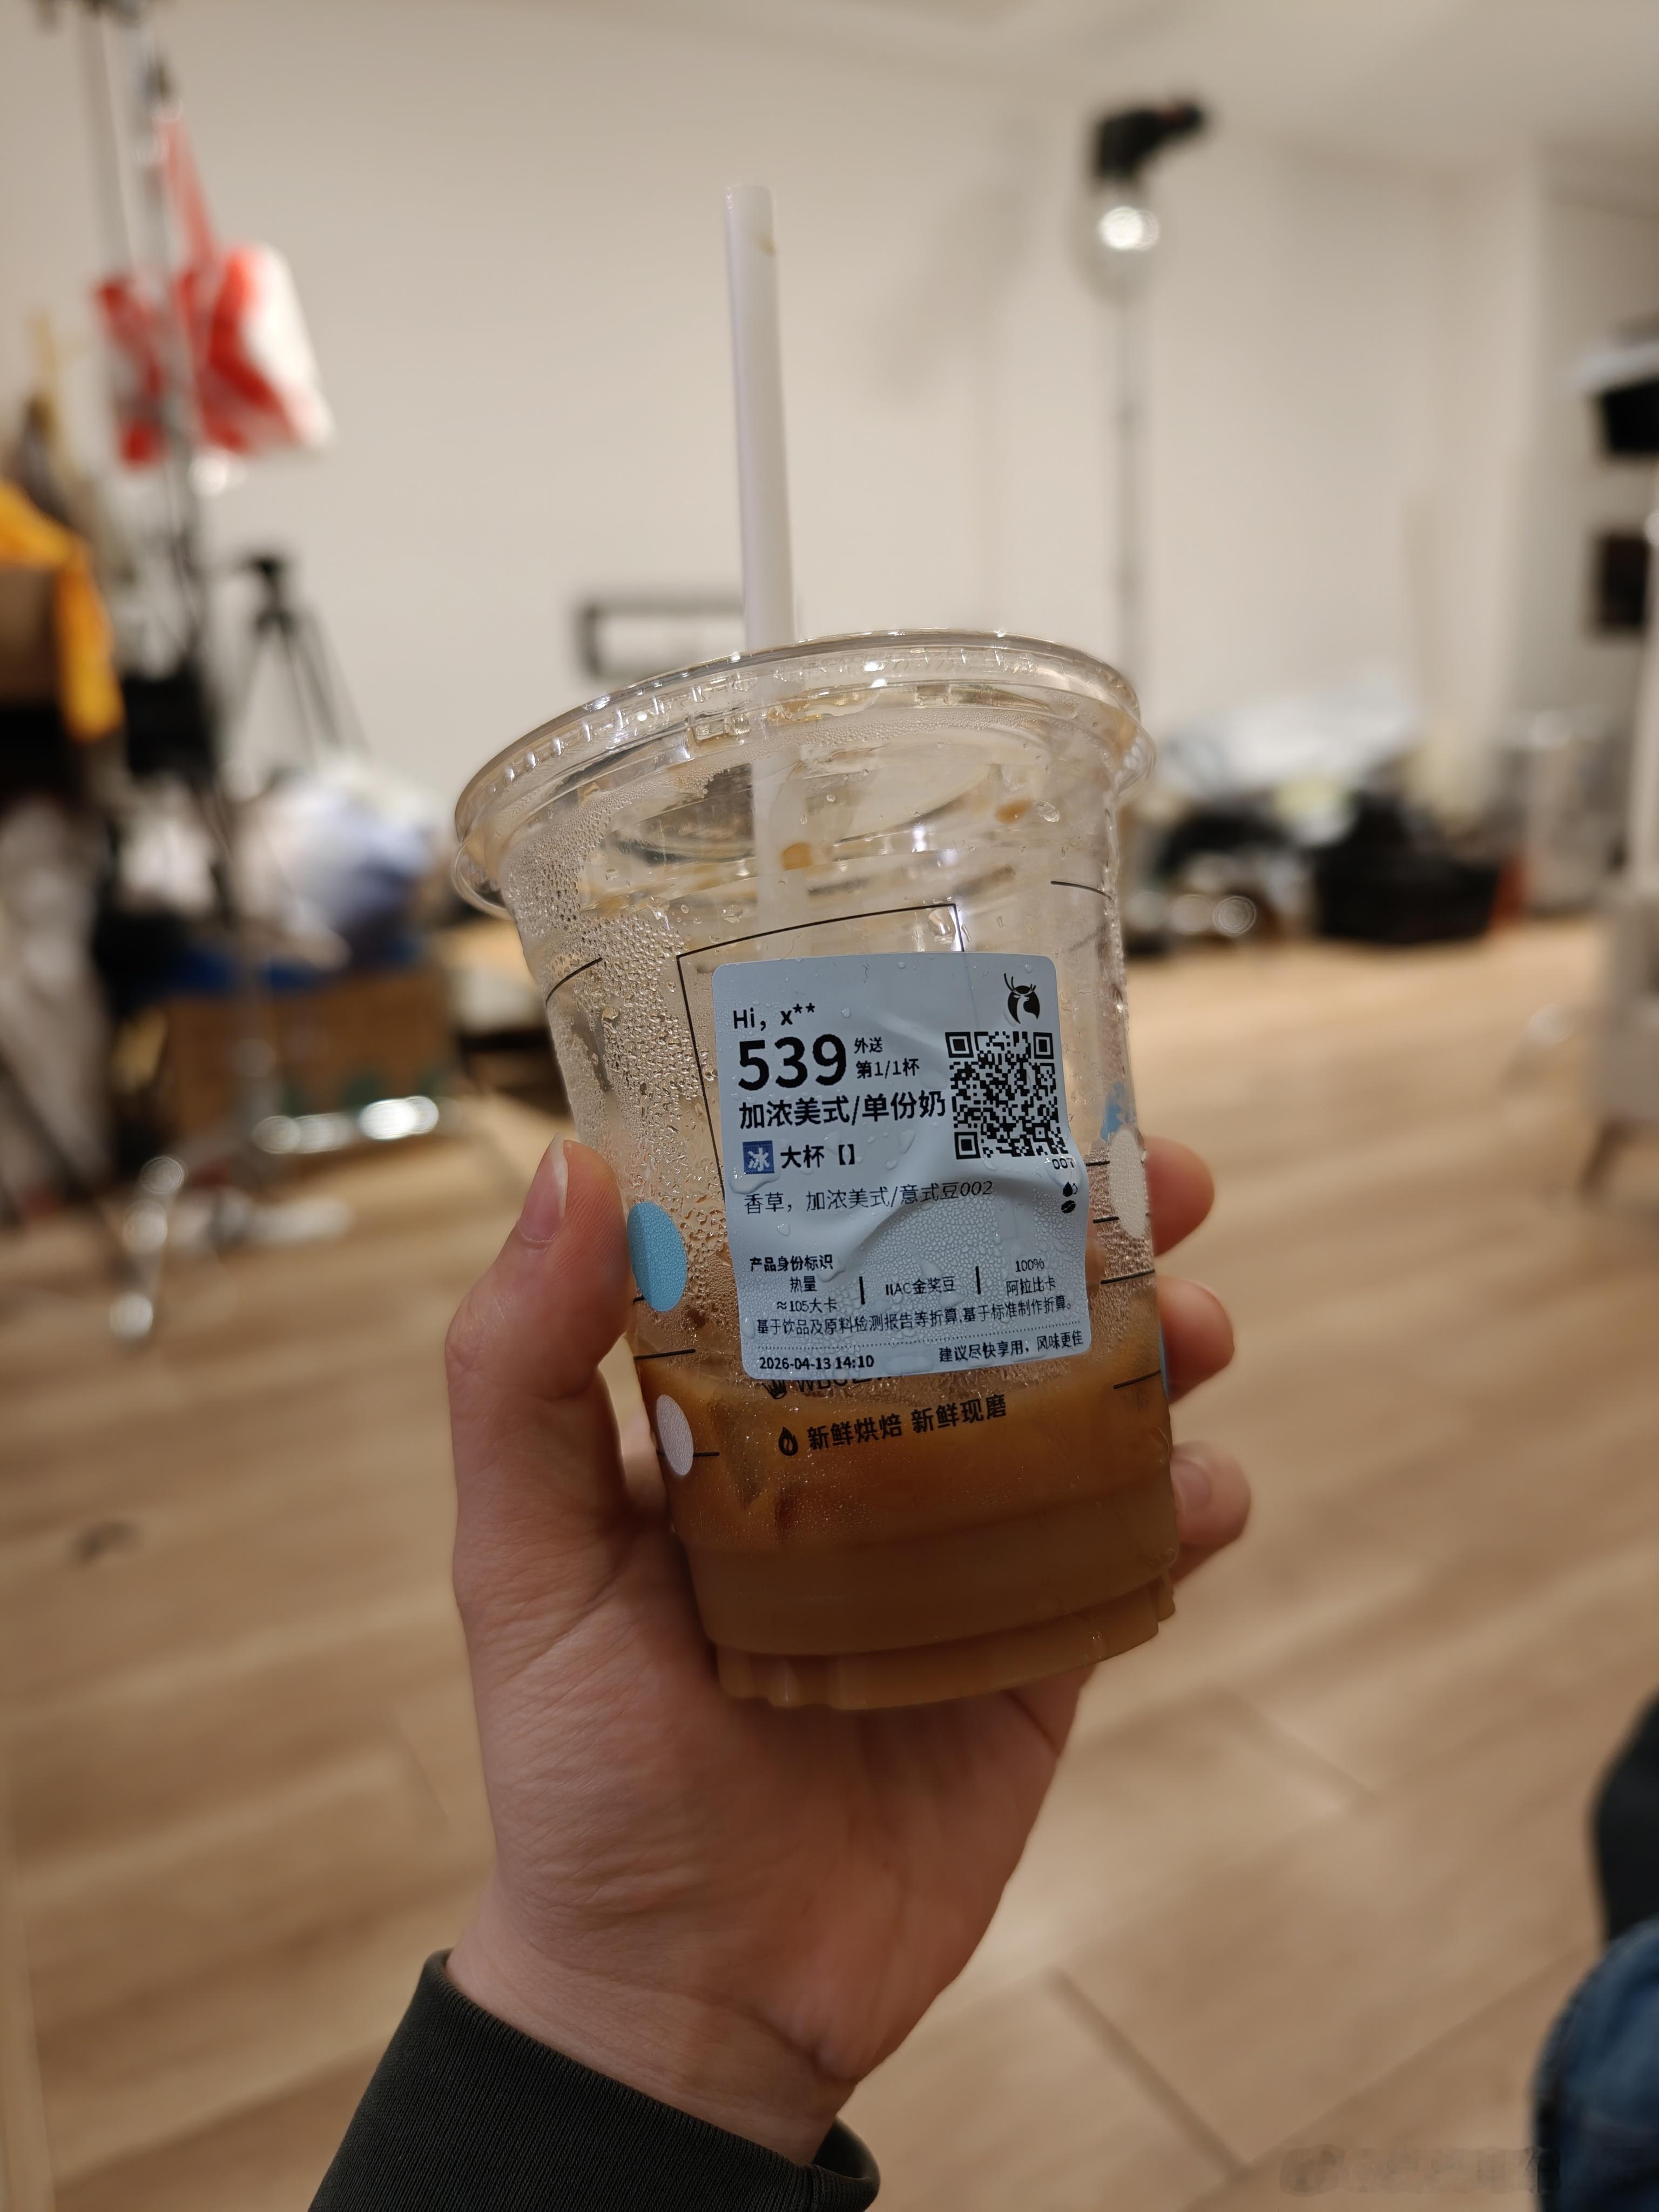 Hi, x**
539 外送
第1/1杯
加浓美式/单份奶
冰 大杯【】
香草，加浓美式/意式豆002
产品身份标识
热量
≈105大卡
IIAC金奖豆
100%
阿拉比卡
基于饮品及原料检测报告等折算,基于标准制作折算。
2026-04-13 14:10
建议尽快享用，风味更佳
新鲜烘焙 新鲜现磨